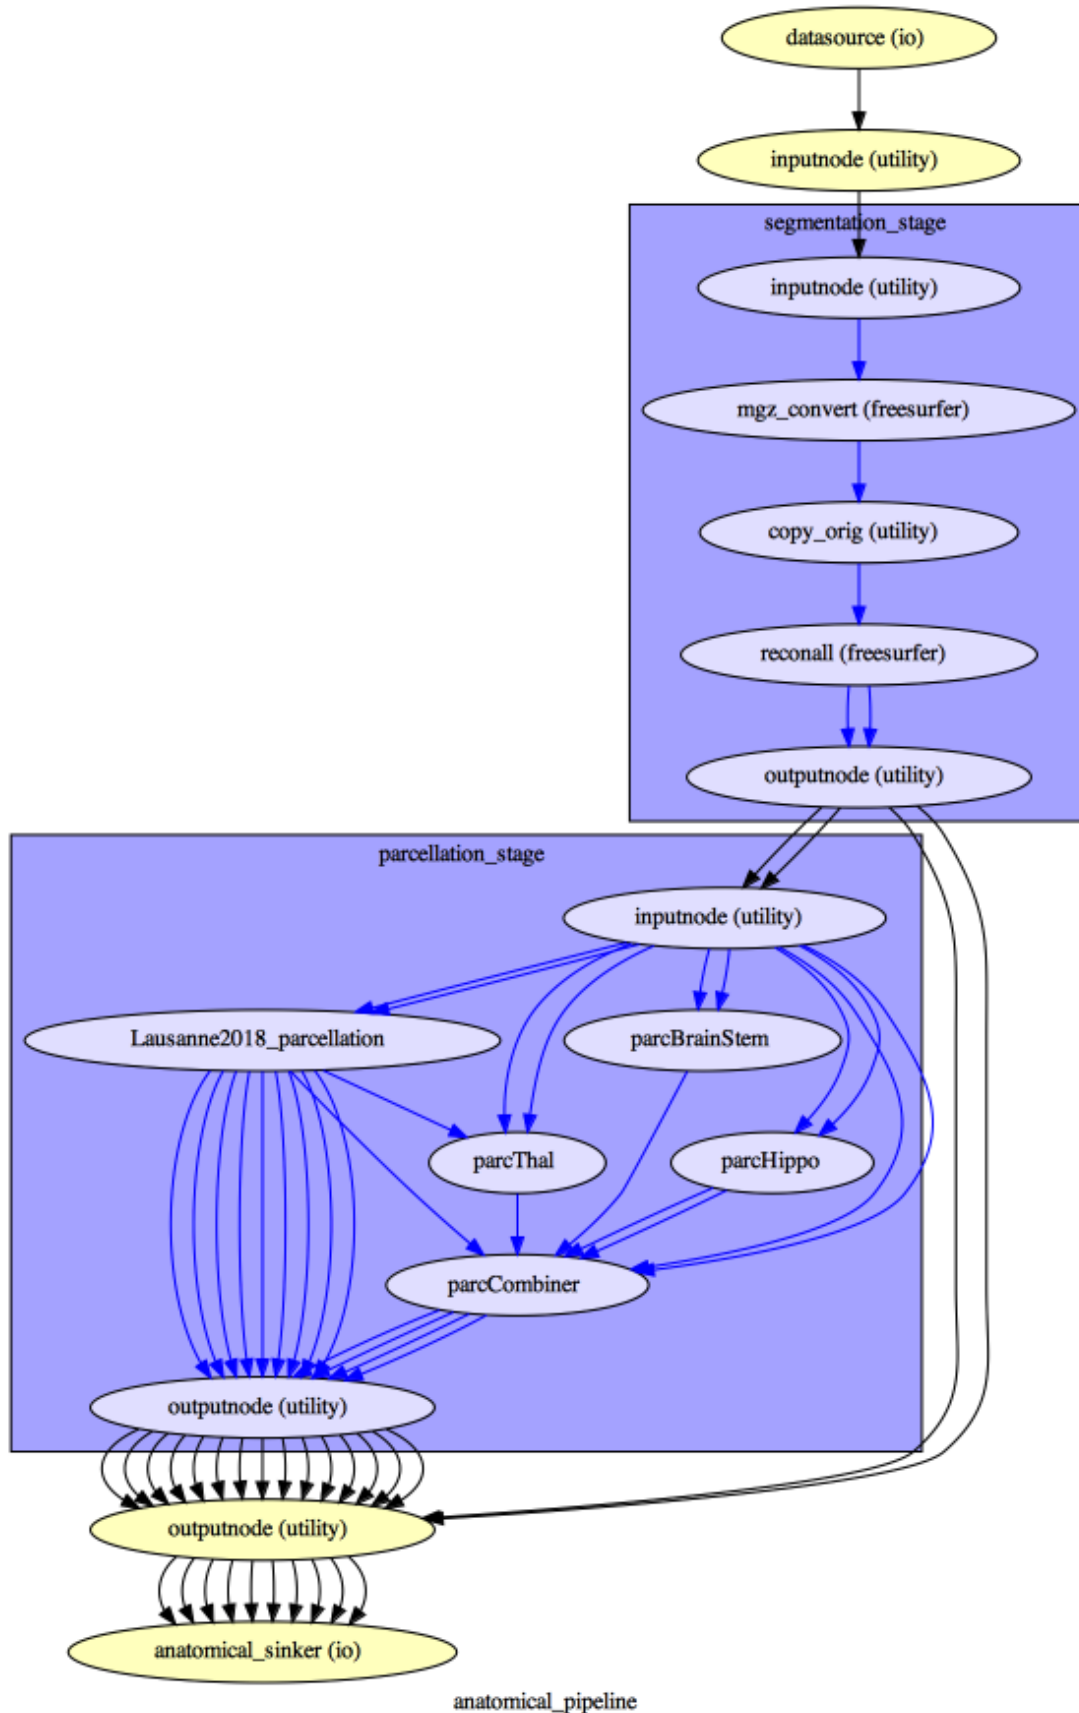 datasource (io)
inputnode (utility)
segmentation_stage
inputnode (utility)
mgz_convert (freesurfer)
copy_orig (utility)
reconall (freesurfer)
outputnode (utility)
parcellation_stage
inputnode (utility)
Lausanne2018_parcellation
parcBrainStem
parcThal
parcHippo
parcCombiner
outputnode (utility)
outputnode (utility)
anatomical_sinker (io)
anatomical_pipeline